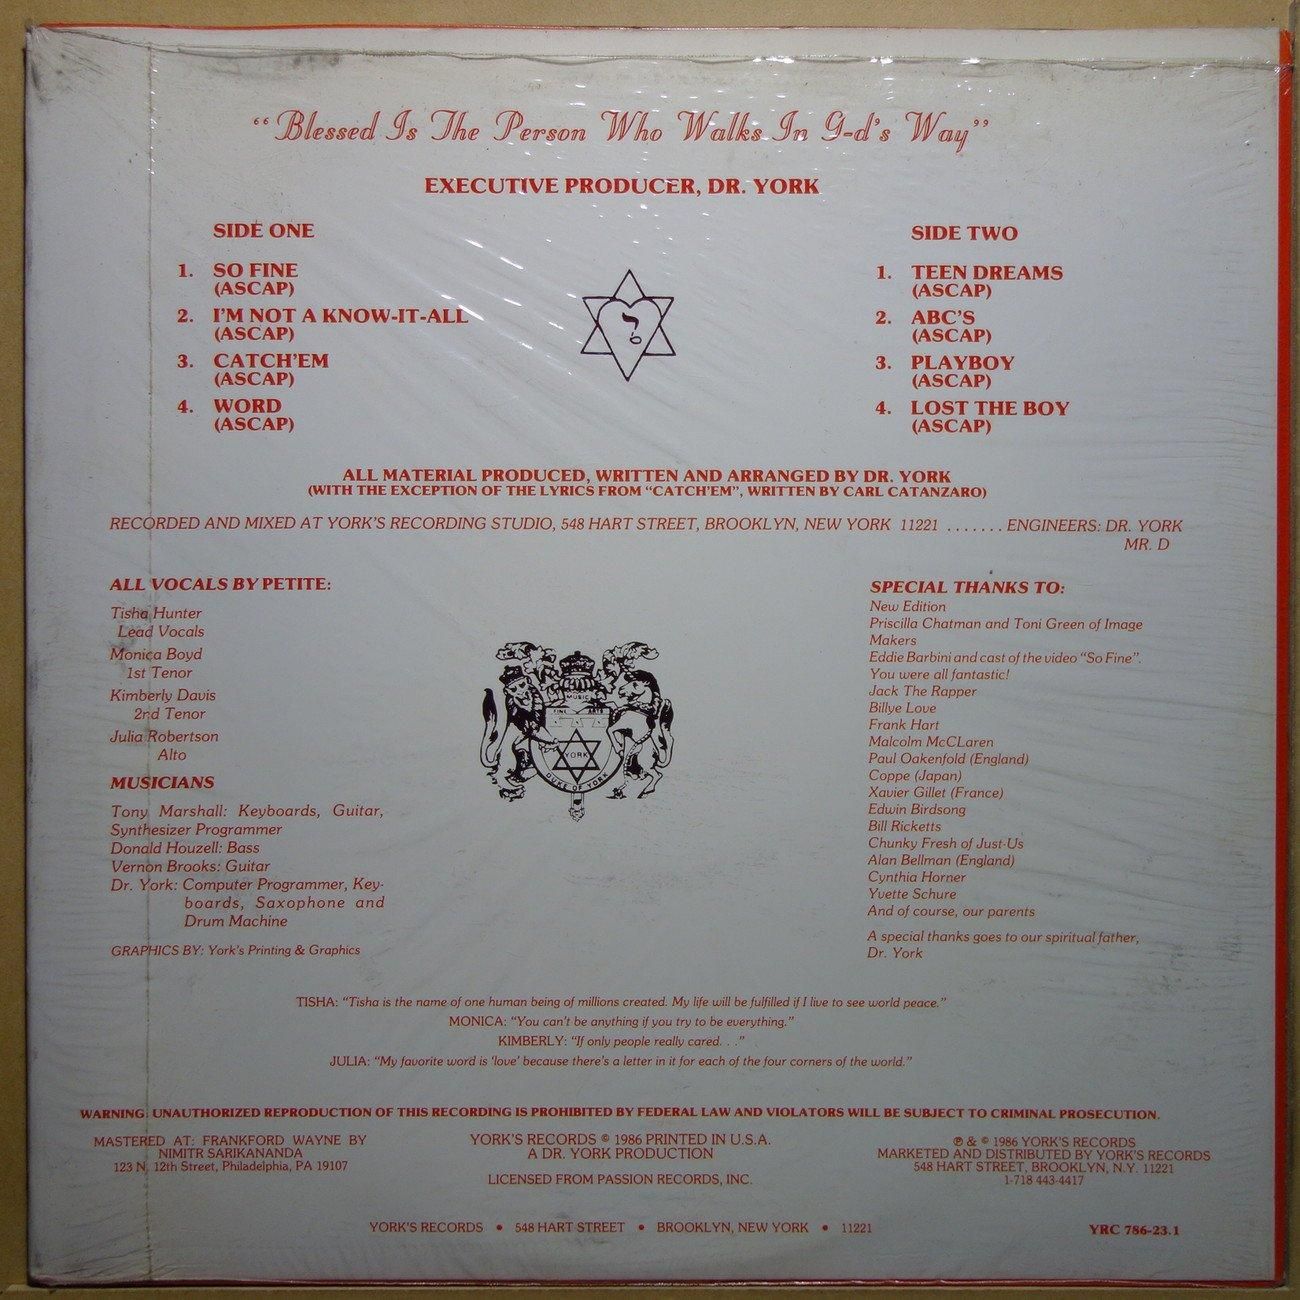 “Blessed Is The Person Who Walks In G-d's Way”
EXECUTIVE PRODUCER, DR. YORK
SIDE ONE
1. SO FINE
(ASCAP)
2. I'M NOT A KNOW-IT-ALL
(ASCAP)
3. CATCH'EM
(ASCAP)
4. WORD
(ASCAP)
SIDE TWO
1. TEEN DREAMS
(ASCAP)
2. ABC'S
(ASCAP)
3. PLAYBOY
(ASCAP)
4. LOST THE BOY
(ASCAP)
ALL MATERIAL PRODUCED, WRITTEN AND ARRANGED BY DR. YORK
(WITH THE EXCEPTION OF THE LYRICS FROM “CATCH'EM”, WRITTEN BY CARL CATANZARO)
RECORDED AND MIXED AT YORK'S RECORDING STUDIO, 548 HART STREET, BROOKLYN, NEW YORK 11221 ....... ENGINEERS: DR. YORK
MR. D
ALL VOCALS BY PETITE:
Tisha Hunter
Lead Vocals
Monica Boyd
1st Tenor
Kimberly Davis
2nd Tenor
Julia Robertson
Alto
MUSICIANS
Tony Marshall: Keyboards, Guitar,
Synthesizer Programmer
Donald Houzell: Bass
Vernon Brooks: Guitar
Dr. York: Computer Programmer, Key-
boards, Saxophone and
Drum Machine
GRAPHICS BY: York's Printing & Graphics
MUSIC
FINE ARTS
YORK
DUKE OF YORK
SPECIAL THANKS TO:
New Edition
Priscilla Chatman and Toni Green of Image
Makers
Eddie Barbini and cast of the video “So Fine”.
You were all fantastic!
Jack The Rapper
Billye Love
Frank Hart
Malcolm McCLaren
Paul Oakenfold (England)
Coppe (Japan)
Xavier Gillet (France)
Edwin Birdsong
Bill Ricketts
Chunky Fresh of Just-Us
Alan Bellman (England)
Cynthia Horner
Yvette Schure
And of course, our parents
A special thanks goes to our spiritual father,
Dr. York
TISHA: “Tisha is the name of one human being of millions created. My life will be fulfilled if I live to see world peace.”
MONICA: “You can't be anything if you try to be everything.”
KIMBERLY: “If only people really cared. . .”
JULIA: “My favorite word is ‘love’ because there's a letter in it for each of the four corners of the world.”
WARNING: UNAUTHORIZED REPRODUCTION OF THIS RECORDING IS PROHIBITED BY FEDERAL LAW AND VIOLATORS WILL BE SUBJECT TO CRIMINAL PROSECUTION.
MASTERED AT: FRANKFORD WAYNE BY
NIMITR SARIKANANDA
123 N. 12th Street, Philadelphia, PA 19107
YORK'S RECORDS © 1986 PRINTED IN U.S.A.
A DR. YORK PRODUCTION
LICENSED FROM PASSION RECORDS, INC.
℗ & © 1986 YORK'S RECORDS
MARKETED AND DISTRIBUTED BY YORK'S RECORDS
548 HART STREET, BROOKLYN, N.Y. 11221
1-718 443-4417
YORK'S RECORDS • 548 HART STREET • BROOKLYN, NEW YORK • 11221
YRC 786-23.1